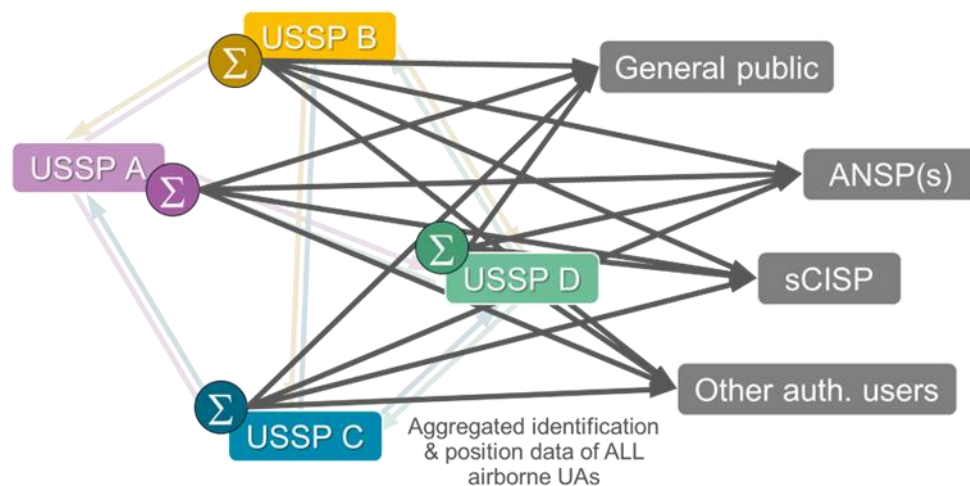 USSP B
Σ
General public
USSP A
Σ
ANSP(s)
Σ
USSP D
sCISP
Σ
USSP C
Other auth. users
Aggregated identification
& position data of ALL
airborne UAs